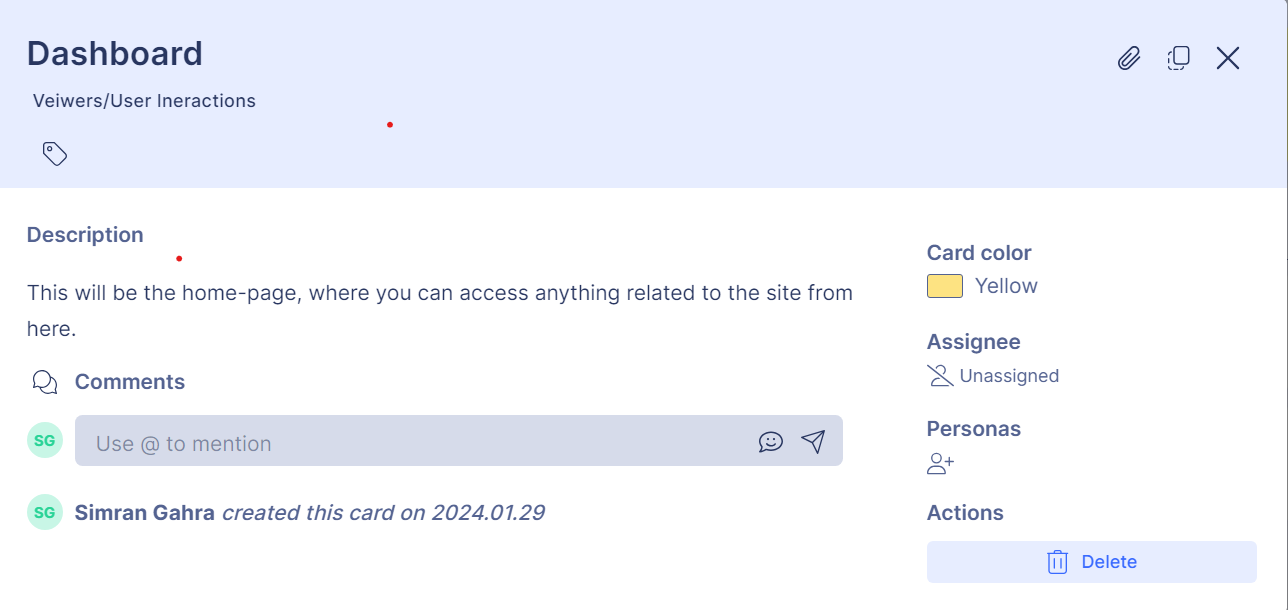 Dashboard
Veiwers/User Ineractions
Description
This will be the home-page, where you can access anything related to the site from
here.
Comments
SG
Use @ to mention
SG
Simran Gahra created this card on 2024.01.29
Card color
Yellow
Assignee
Unassigned
Personas
Actions
Delete